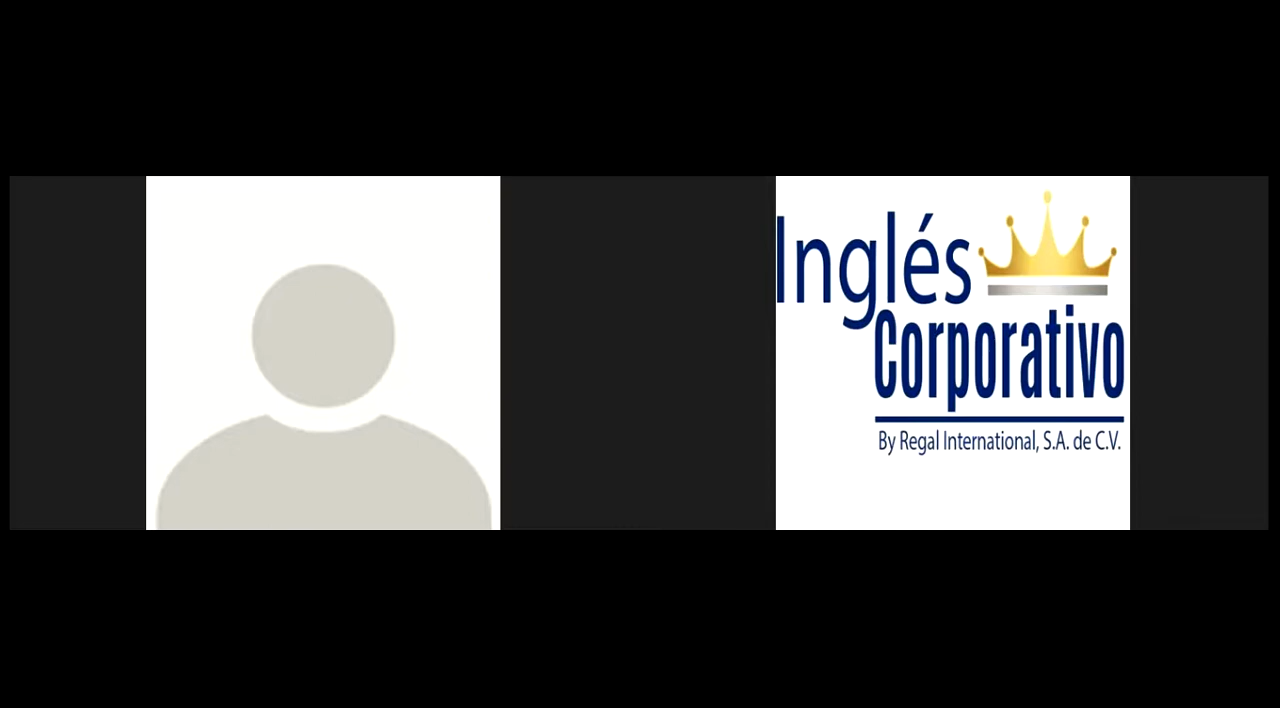 Inglés
Corporativo
By Regal International, S.A. de C.V.